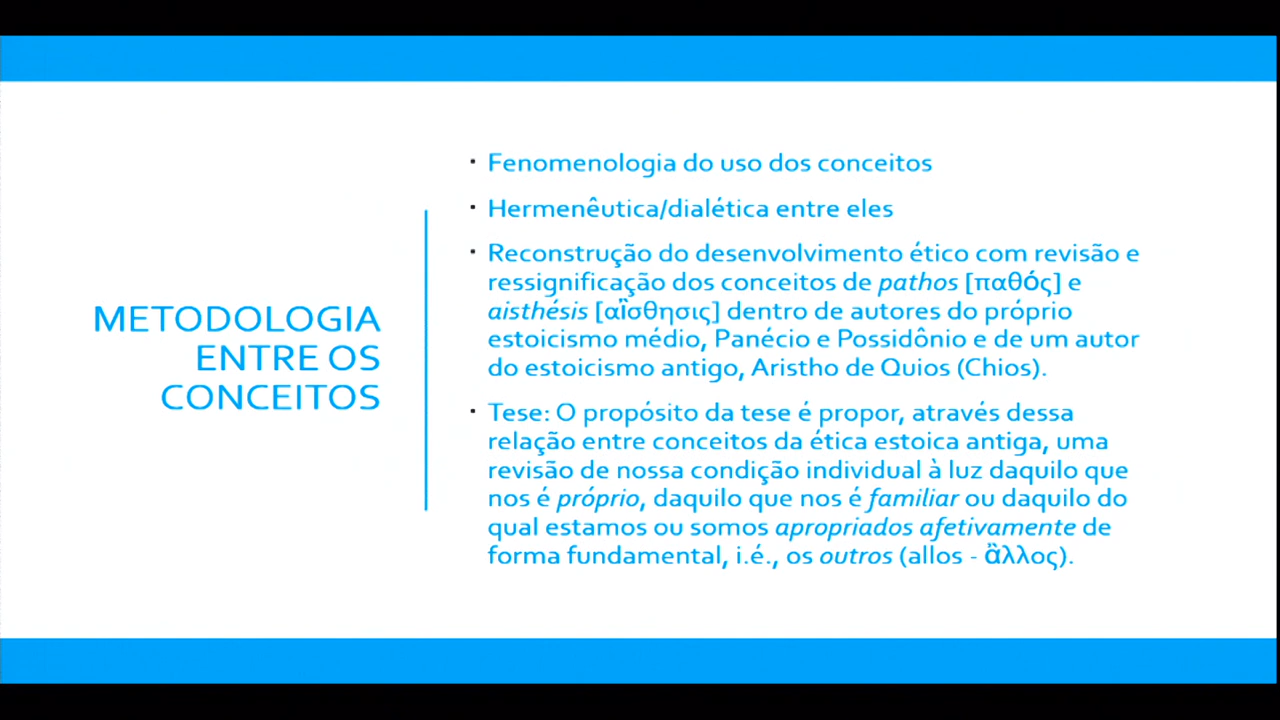 METODOLOGIA
ENTRE OS
CONCEITOS
· Fenomenologia do uso dos conceitos
· Hermenêutica/dialética entre eles
· Reconstrução do desenvolvimento ético com revisão e
ressignificação dos conceitos de pathos [παθός] e
aisthésis [αἲσθησις] dentro de autores do próprio
estoicismo médio, Panécio e Possidônio e de um autor
do estoicismo antigo, Aristho de Quios (Chios).
· Tese: O propósito da tese é propor, através dessa
relação entre conceitos da ética estoica antiga, uma
revisão de nossa condição individual à luz daquilo que
nos é próprio, daquilo que nos é familiar ou daquilo do
qual estamos ou somos apropriados afetivamente de
forma fundamental, i.é., os outros (allos - ἂλλος).